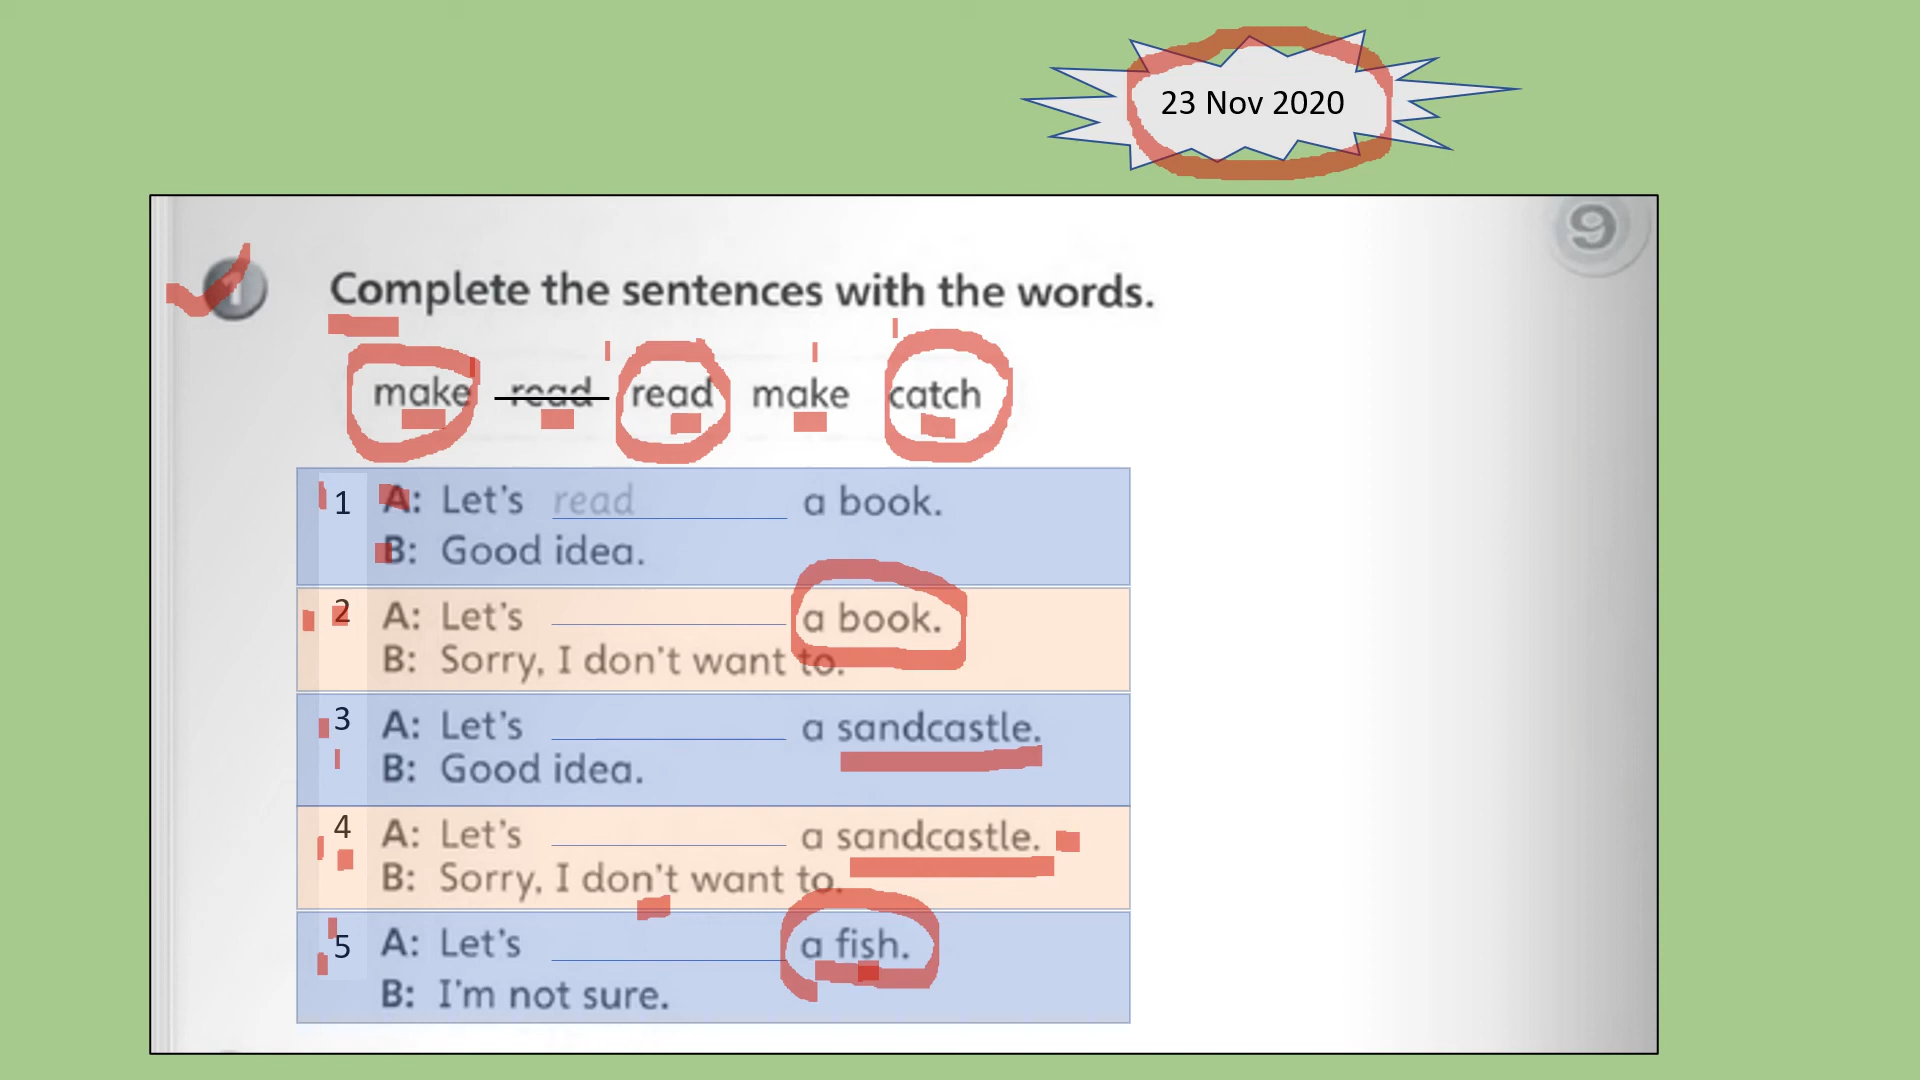 23 Nov 2020
9
1 Complete the sentences with the words.
make read read make catch
1 A: Let's read a book.
B: Good idea.
2 A: Let's a book.
B: Sorry, I don't want to.
3 A: Let's a sandcastle.
B: Good idea.
4 A: Let's a sandcastle.
B: Sorry, I don't want to.
5 A: Let's a fish.
B: I'm not sure.